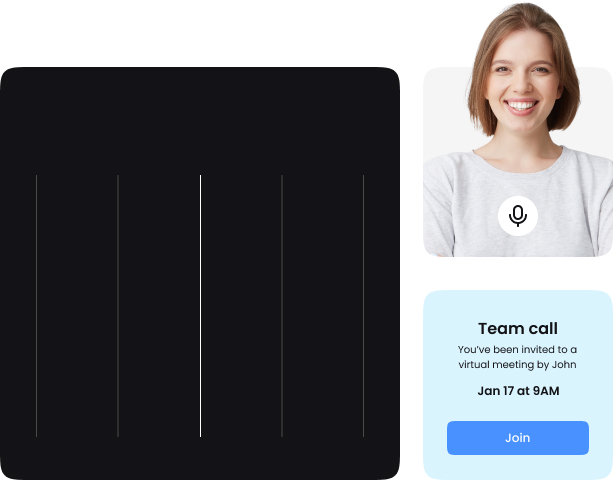 Team call
You've been invited to a
virtual meeting by John
Jan 17 at 9AM
Join